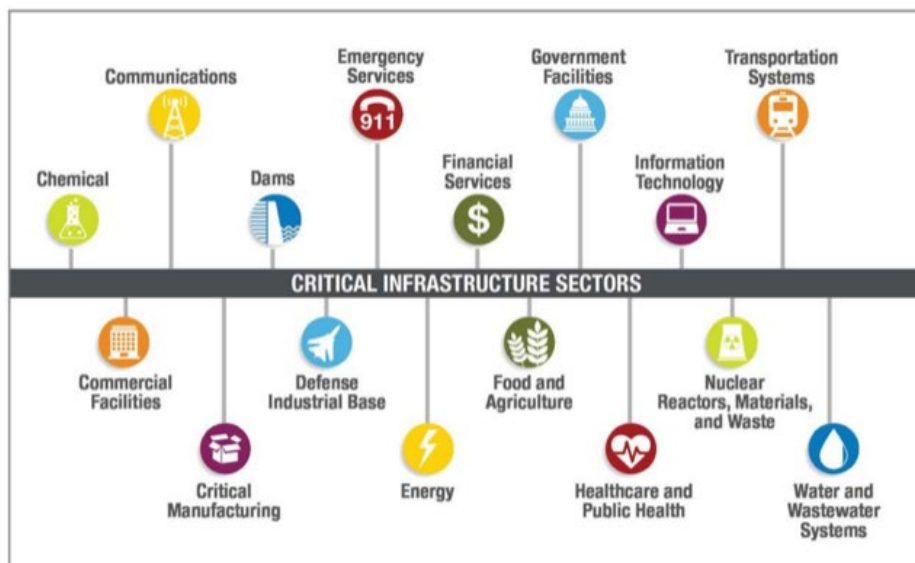 Communications
Emergency
Services
Government
Facilities
Transportation
Systems
911
Chemical
Dams
Financial
Services
$
Information
Technology
CRITICAL INFRASTRUCTURE SECTORS
Commercial
Facilities
Defense
Industrial Base
Food and
Agriculture
Nuclear
Reactors, Materials,
and Waste
Critical
Manufacturing
Energy
Healthcare and
Public Health
Water and
Wastewater
Systems